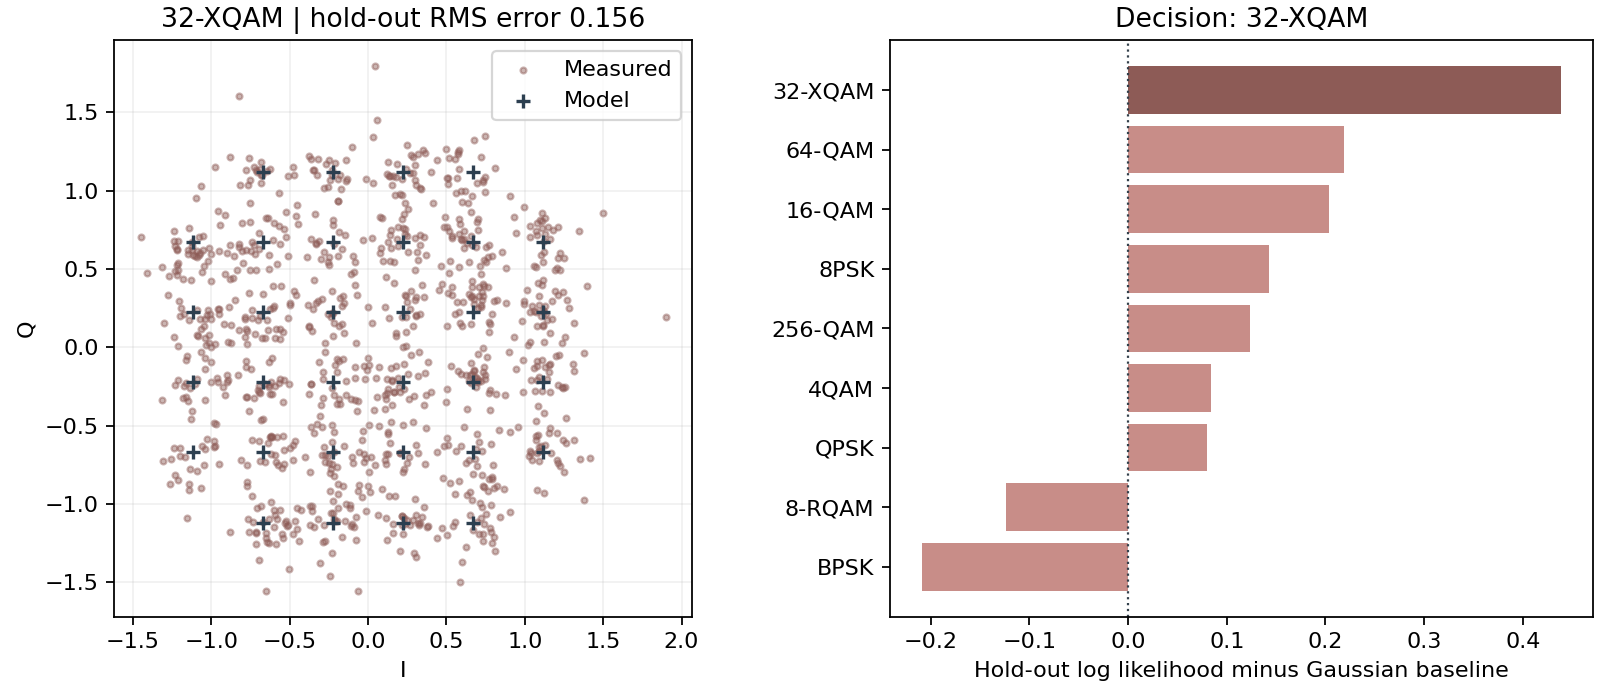 32-XQAM | hold-out RMS error 0.156
Measured
Model
1.5
1.0
0.5
0.0
−0.5
−1.0
−1.5
Q
−1.5
−1.0
−0.5
0.0
0.5
1.0
1.5
2.0
I
Decision: 32-XQAM
32-XQAM
64-QAM
16-QAM
8PSK
256-QAM
4QAM
QPSK
8-RQAM
BPSK
−0.2
−0.1
0.0
0.1
0.2
0.3
0.4
Hold-out log likelihood minus Gaussian baseline